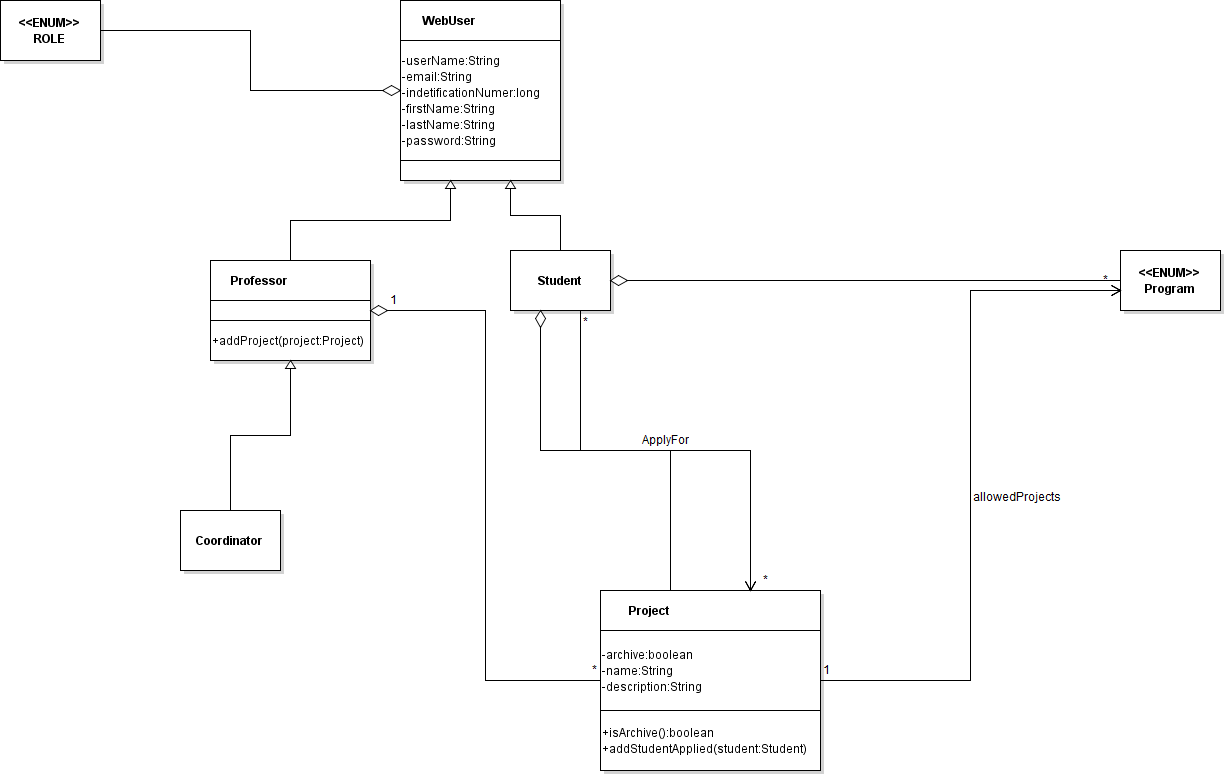 <<ENUM>>
ROLE
WebUser
-userName:String
-email:String
-indetificationNumer:long
-firstName:String
-lastName:String
-password:String
Professor
+addProject(project:Project)
1
Student
*
*
<<ENUM>>
Program
ApplyFor
allowedProjects
Coordinator
*
Project
-archive:boolean
-name:String
-description:String
+isArchive():boolean
+addStudentApplied(student:Student)
*
1